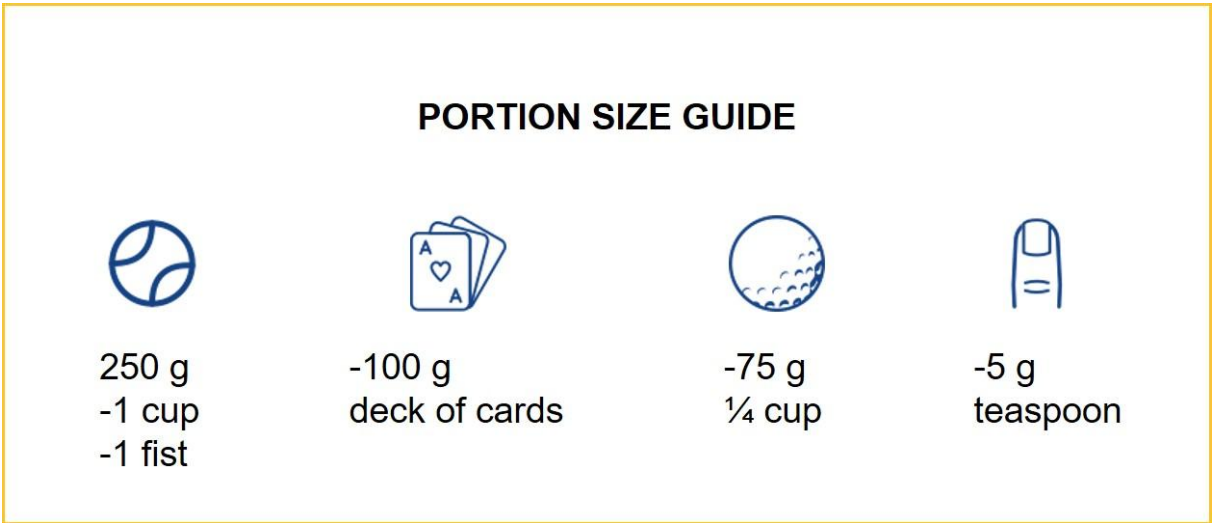 PORTION SIZE GUIDE
A
A
250 g
-1 cup
-1 fist
-100 g
deck of cards
-75 g
¼ cup
-5 g
teaspoon